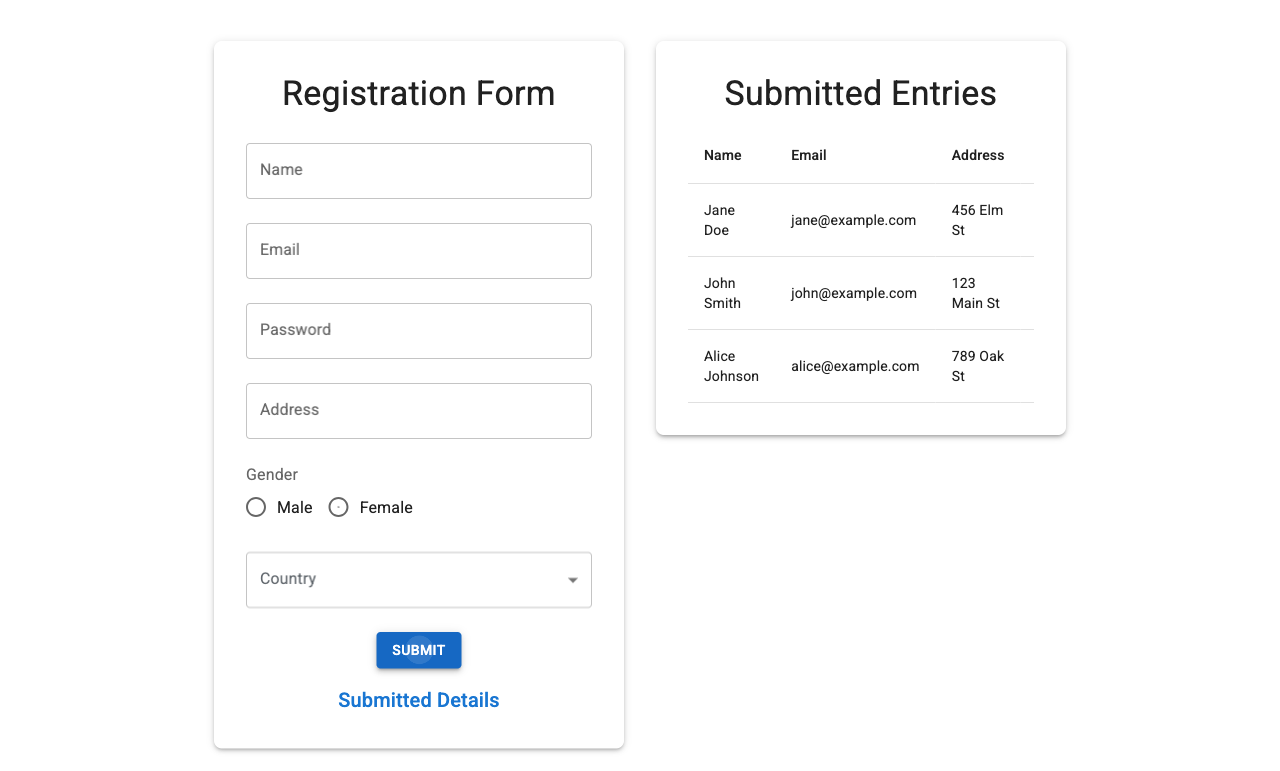 Registration Form
Name
Email
Password
Address
Gender
Male Female
Country
SUBMIT
Submitted Details
Submitted Entries
Name Email Address
Jane Doe jane@example.com 456 Elm St
John Smith john@example.com 123 Main St
Alice Johnson alice@example.com 789 Oak St